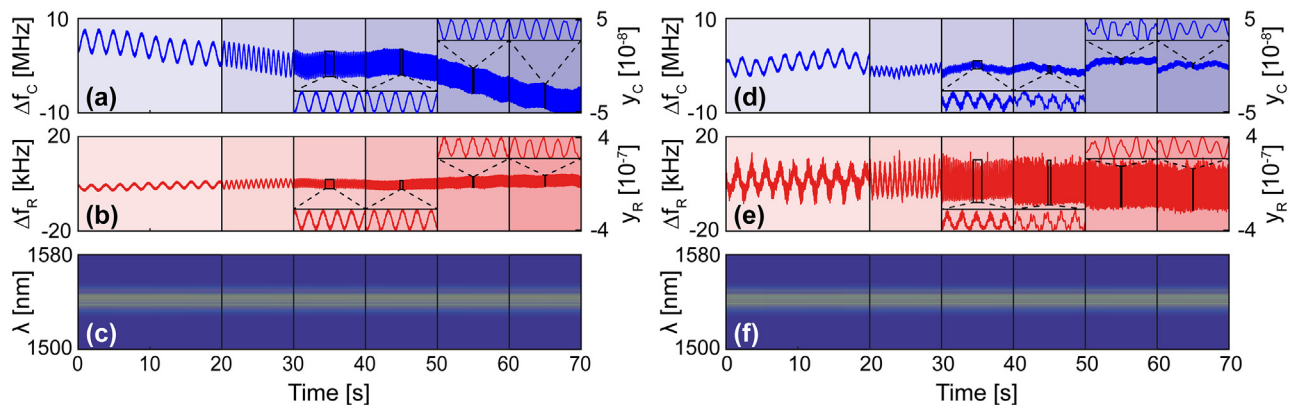 10
Δf_C [MHz]
-10
(a)
5
y_C [10⁻⁸]
-5
20
Δf_R [kHz]
-20
(b)
4
y_R [10⁻⁷]
-4
1580
λ [nm]
1500
(c)
0 10 20 30 40 50 60 70
Time [s]
10
Δf_C [MHz]
-10
(d)
5
y_C [10⁻⁸]
-5
20
Δf_R [kHz]
-20
(e)
4
y_R [10⁻⁷]
-4
1580
λ [nm]
1500
(f)
0 10 20 30 40 50 60 70
Time [s]